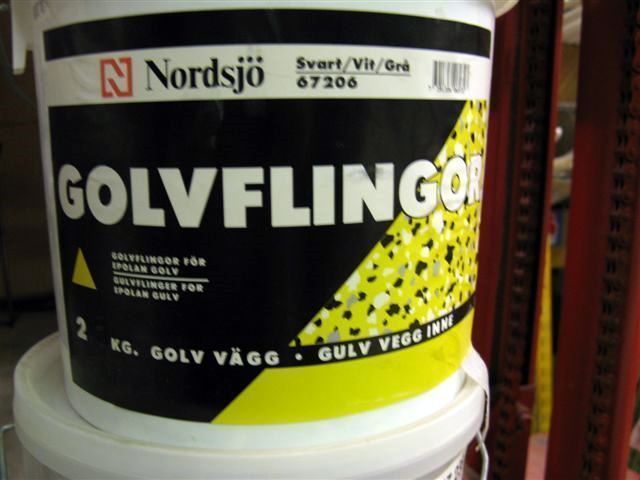 N Nordsjö
Svart/Vit/Grå
67206
GOLVFLINGOR
GOLVFLINGOR FÖR
EPOLAN GOLV
GULVFLINGER FOR
EPOLAN GULV
2 KG. GOLV VÄGG · GULV VEGG INNE